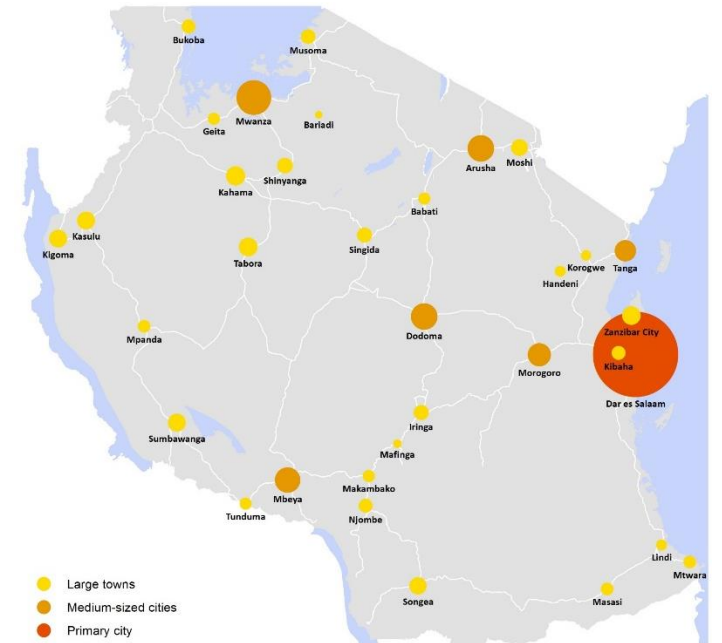 Bukoba
Musoma
Mwanza
Geita
Bariadi
Arusha
Moshi
Shinyanga
Kahama
Babati
Kasulu
Kigoma
Tabora
Singida
Korogwe
Tanga
Handeni
Mpanda
Dodoma
Zanzibar City
Morogoro
Kibaha
Dar es Salaam
Iringa
Sumbawanga
Mafinga
Mbeya
Makambako
Tunduma
Njombe
Lindi
Mtwara
Songea
Masasi
Large towns
Medium-sized cities
Primary city